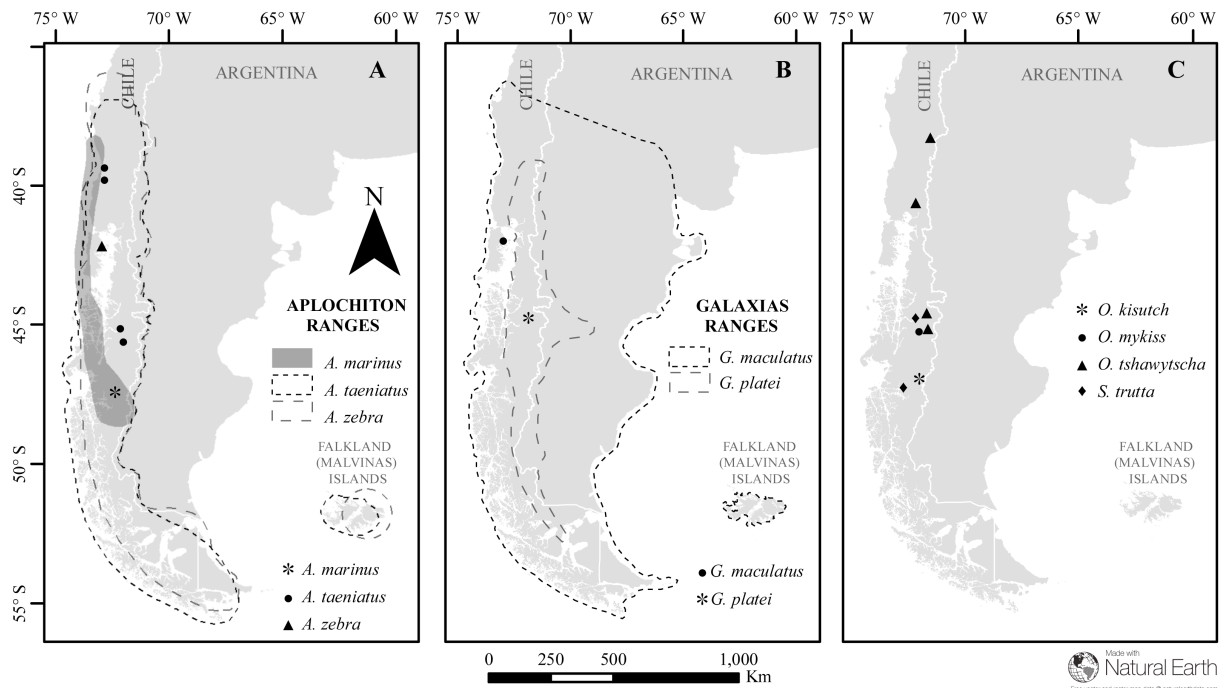 75° W 70° W 65° W 60° W
75° W 70° W 65° W 60° W
75° W 70° W 65° W 60° W
40° S
45° S
50° S
55° S
CHILE
ARGENTINA
A
N
APLOCHITON
RANGES
A. marinus
A. taeniatus
A. zebra
FALKLAND
(MALVINAS)
ISLANDS
A. marinus
A. taeniatus
A. zebra
CHILE
ARGENTINA
B
GALAXIAS
RANGES
G. maculatus
G. platei
FALKLAND
(MALVINAS)
ISLANDS
G. maculatus
G. platei
CHILE
ARGENTINA
C
O. kisutch
O. mykiss
O. tshawytscha
S. trutta
FALKLAND
(MALVINAS)
ISLANDS
0 250 500 1,000
Km
Made with
Natural Earth